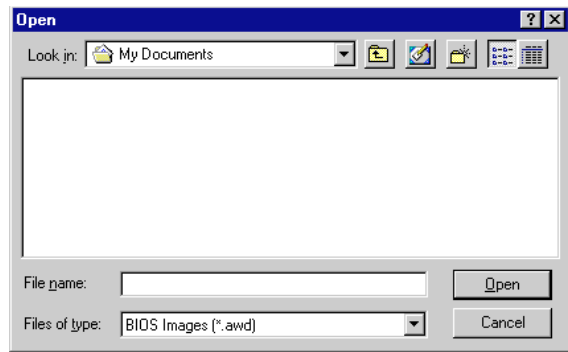 Open
Look in: My Documents
File name: Open
Files of type: BIOS Images (*.awd) Cancel